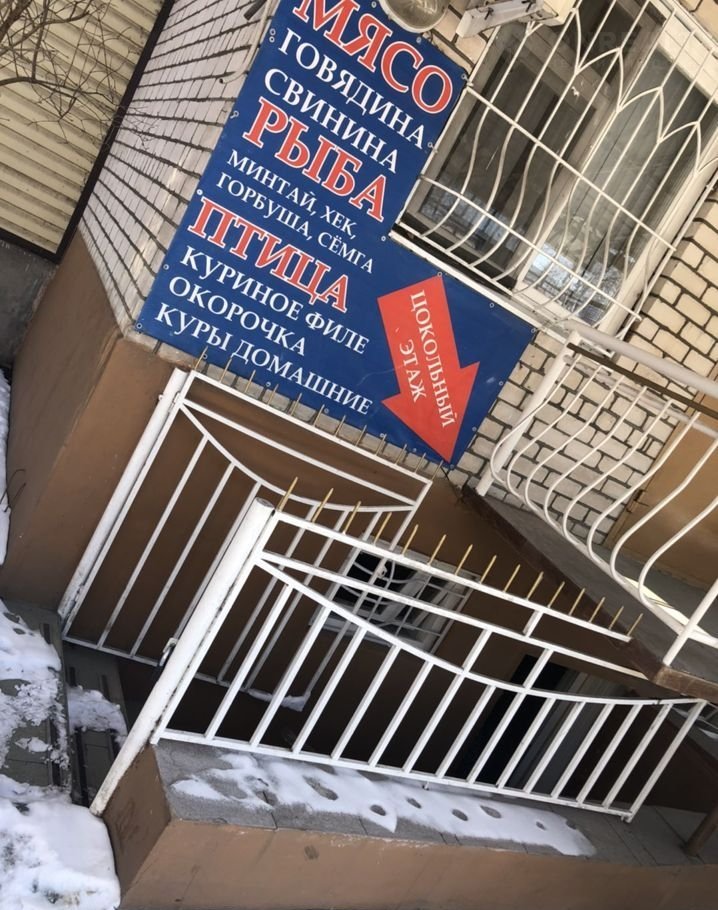 МЯСО
ГОВЯДИНА
СВИНИНА
РЫБА
МИНТАЙ, ХЕК,
ГОРБУША, СЁМГА
ПТИЦА
КУРИНОЕ ФИЛЕ
ОКОРОЧКА
КУРЫ ДОМАШНИЕ
ЦОКОЛЬНЫЙ
ЭТАЖ